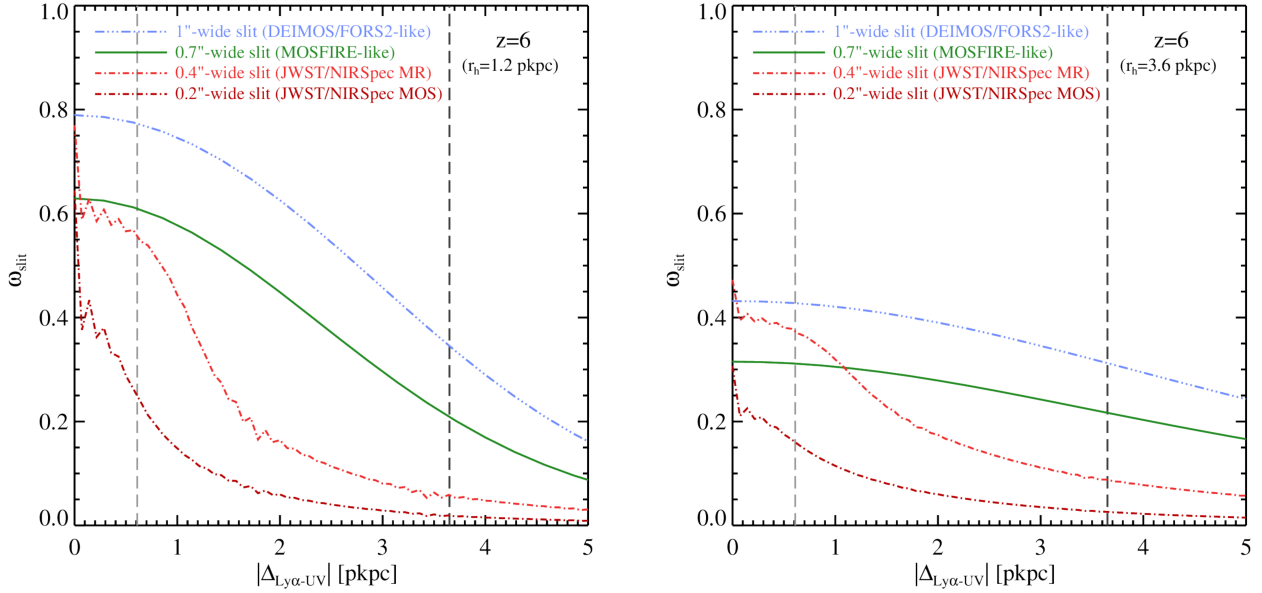 1"-wide slit (DEIMOS/FORS2-like)
0.7"-wide slit (MOSFIRE-like)
0.4"-wide slit (JWST/NIRSpec MR)
0.2"-wide slit (JWST/NIRSpec MOS)
z=6
(rₕ=1.2 pkpc)
1.0
0.8
0.6
0.4
0.2
0.0
ω_slit
0 1 2 3 4 5
|Δ_Lyα-UV| [pkpc]
1"-wide slit (DEIMOS/FORS2-like)
0.7"-wide slit (MOSFIRE-like)
0.4"-wide slit (JWST/NIRSpec MR)
0.2"-wide slit (JWST/NIRSpec MOS)
z=6
(rₕ=3.6 pkpc)
1.0
0.8
0.6
0.4
0.2
0.0
ω_slit
0 1 2 3 4 5
|Δ_Lyα-UV| [pkpc]